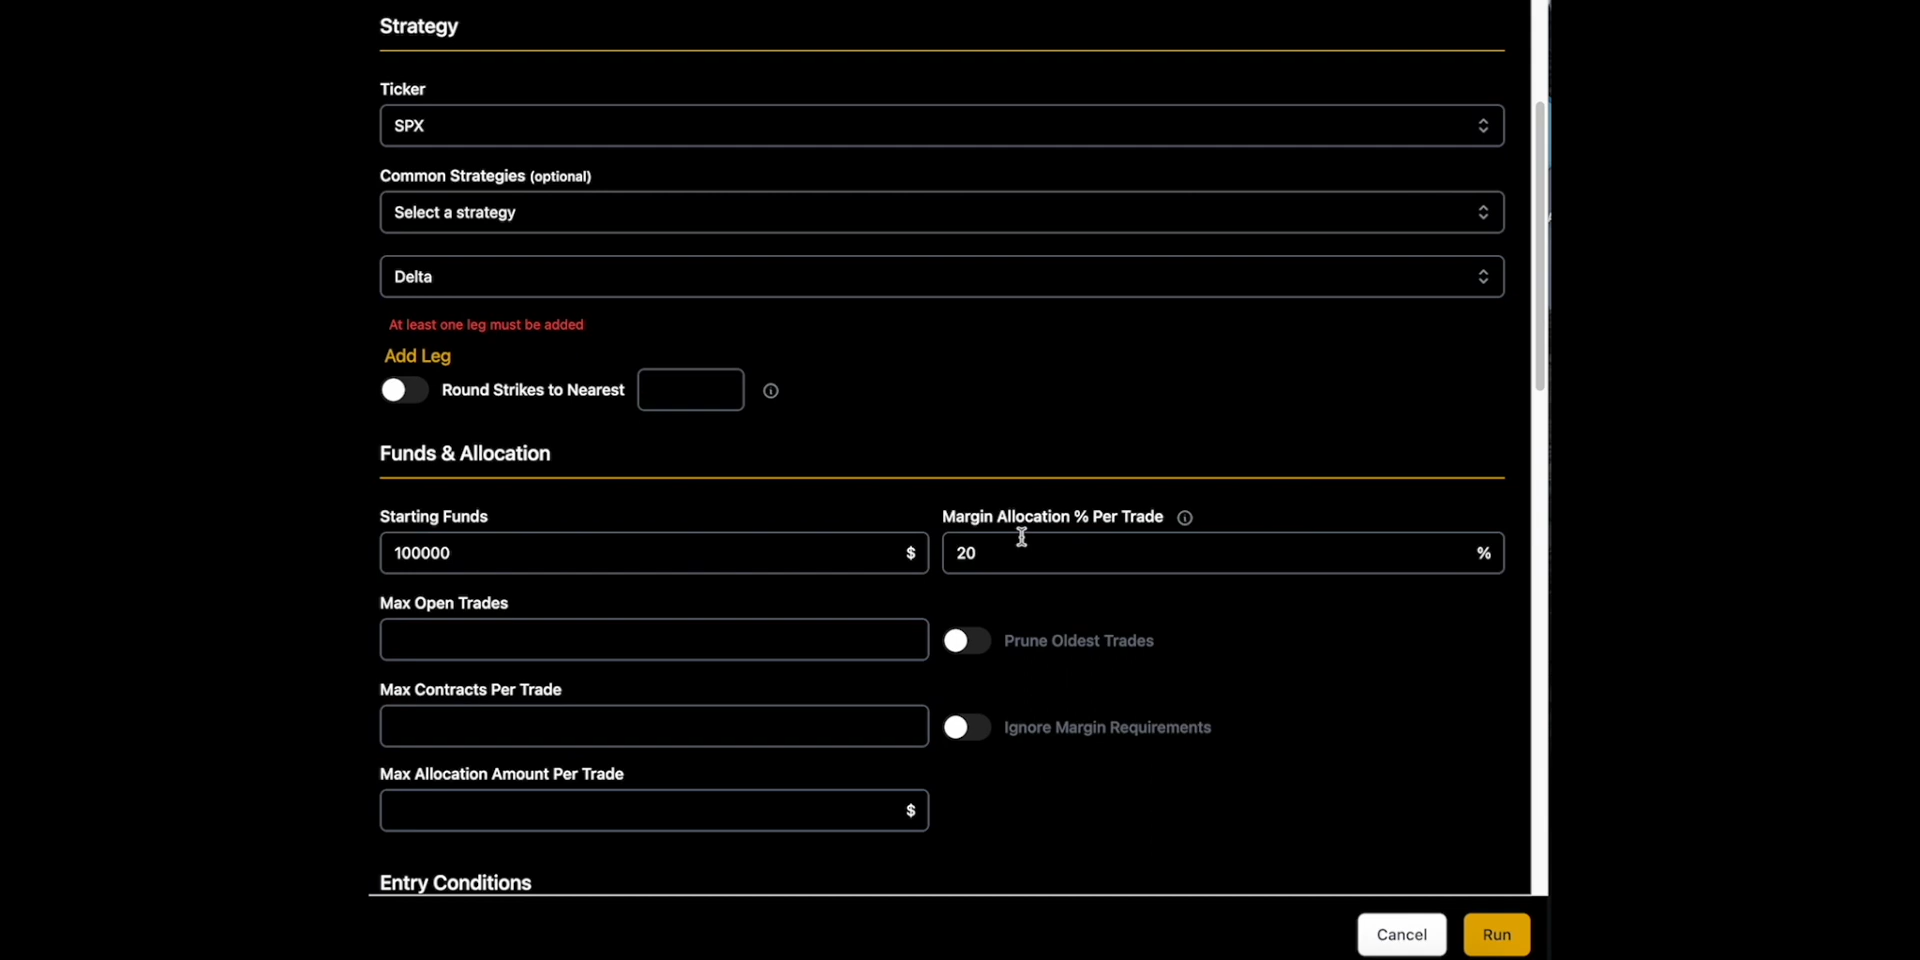 Strategy
Ticker
SPX
Common Strategies (optional)
Select a strategy
Delta
At least one leg must be added
Add Leg
Round Strikes to Nearest
Funds & Allocation
Starting Funds
Margin Allocation % Per Trade
100000 $
20 %
Max Open Trades
Prune Oldest Trades
Max Contracts Per Trade
Ignore Margin Requirements
Max Allocation Amount Per Trade
$
Entry Conditions
Cancel
Run